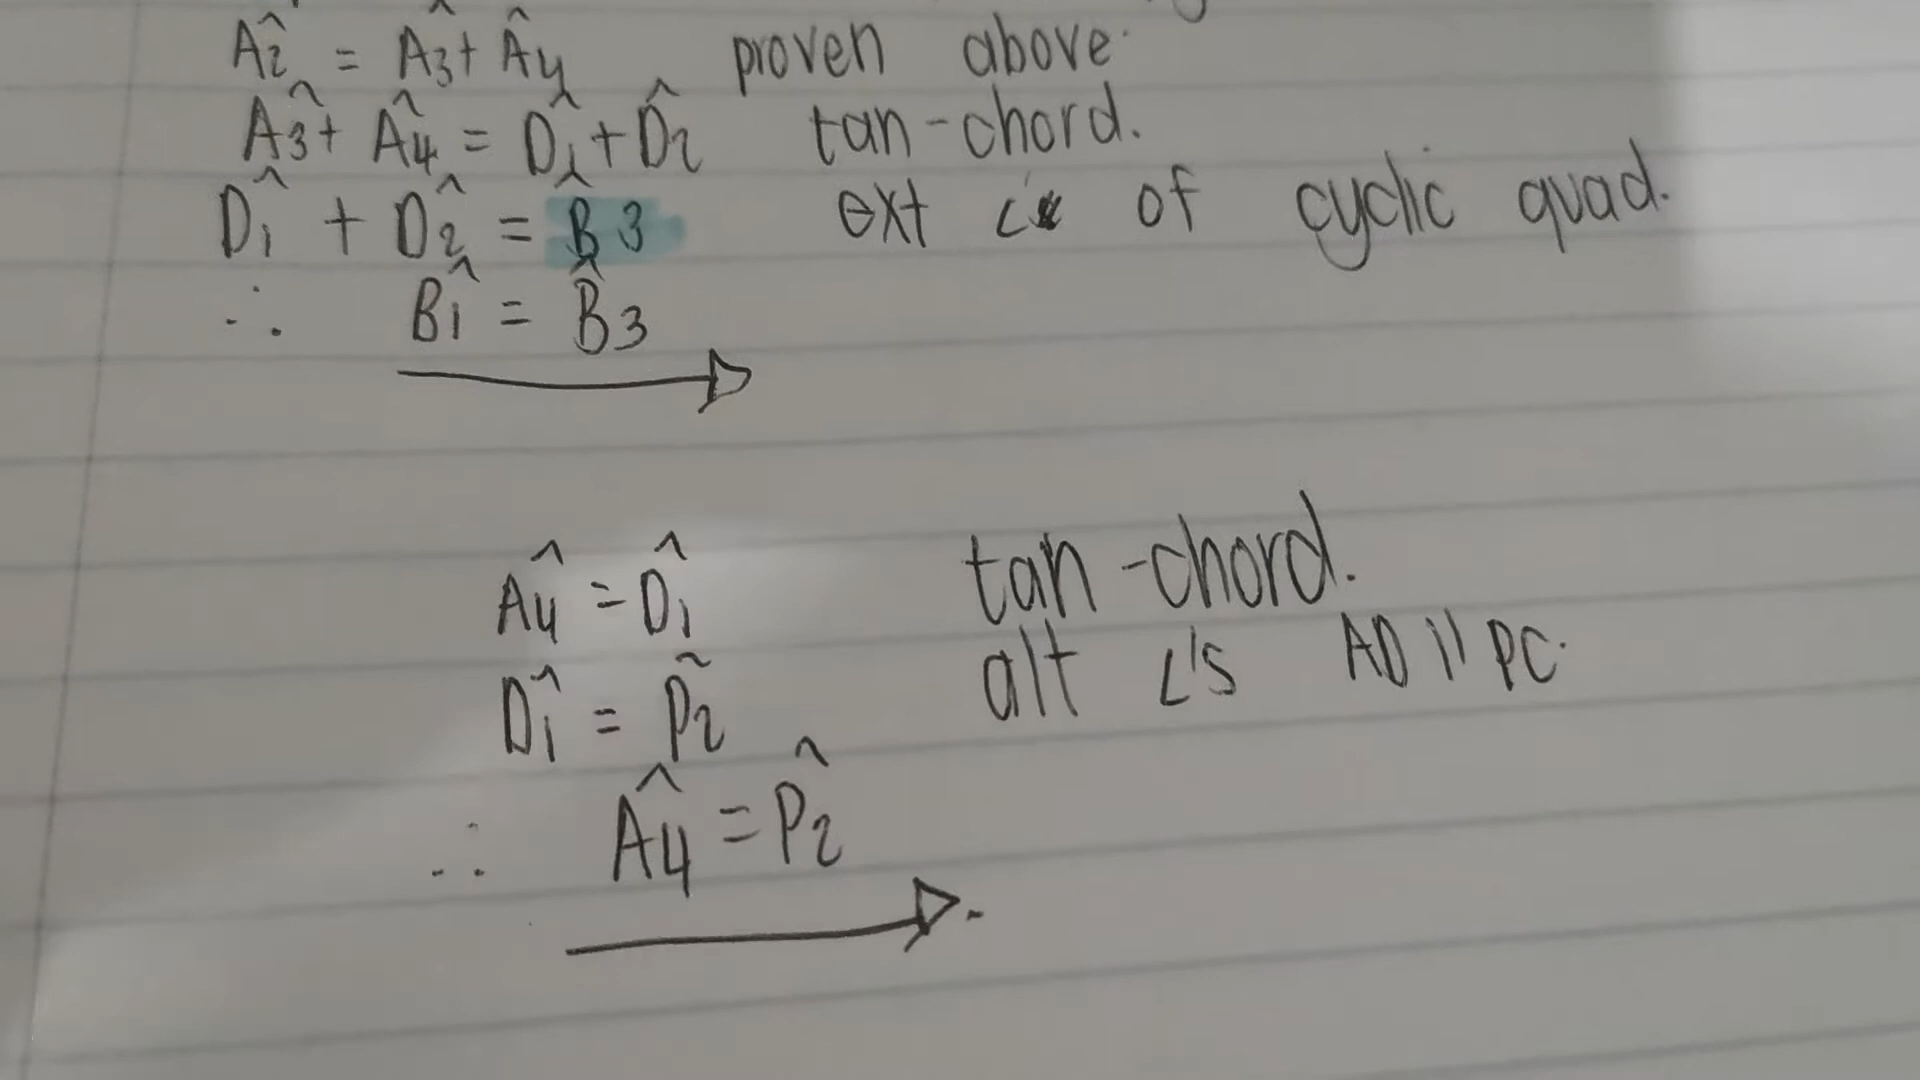 Â2 = Â3 + Â4 proven above.
Â3 + Â4 = D̂1 + D̂2 tan-chord.
D̂1 + D̂2 = B̂3 ext ∠ of cyclic quad.
∴ B̂1 = B̂3
Â4 = D̂1 tan-chord.
D̂1 = P̂2 alt ∠'s AD || PC.
∴ Â4 = P̂2